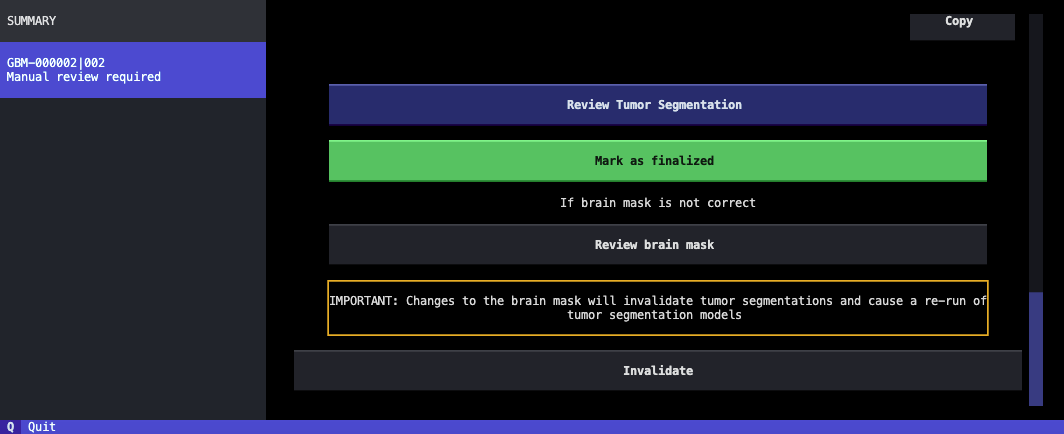 SUMMARY
GBM-000002|002
Manual review required
Copy
Review Tumor Segmentation
Mark as finalized
If brain mask is not correct
Review brain mask
IMPORTANT: Changes to the brain mask will invalidate tumor segmentations and cause a re-run of
tumor segmentation models
Invalidate
Q Quit